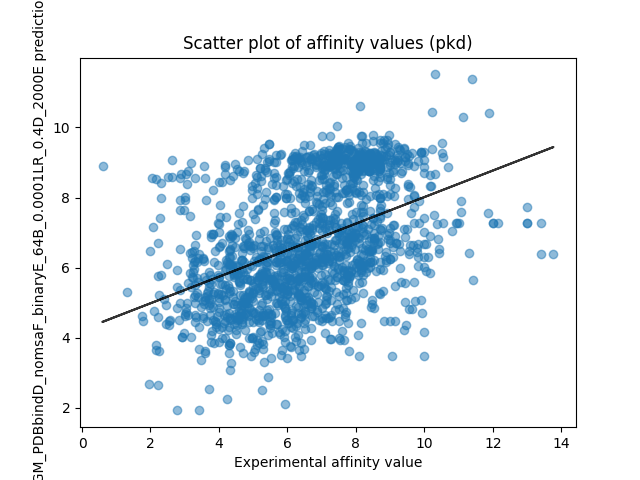 Scatter plot of affinity values (pkd)
GM_PDBbindD_nomsaF_binaryE_64B_0.0001LR_0.4D_2000E
10
8
6
4
2
0 2 4 6 8 10 12 14
Experimental affinity value